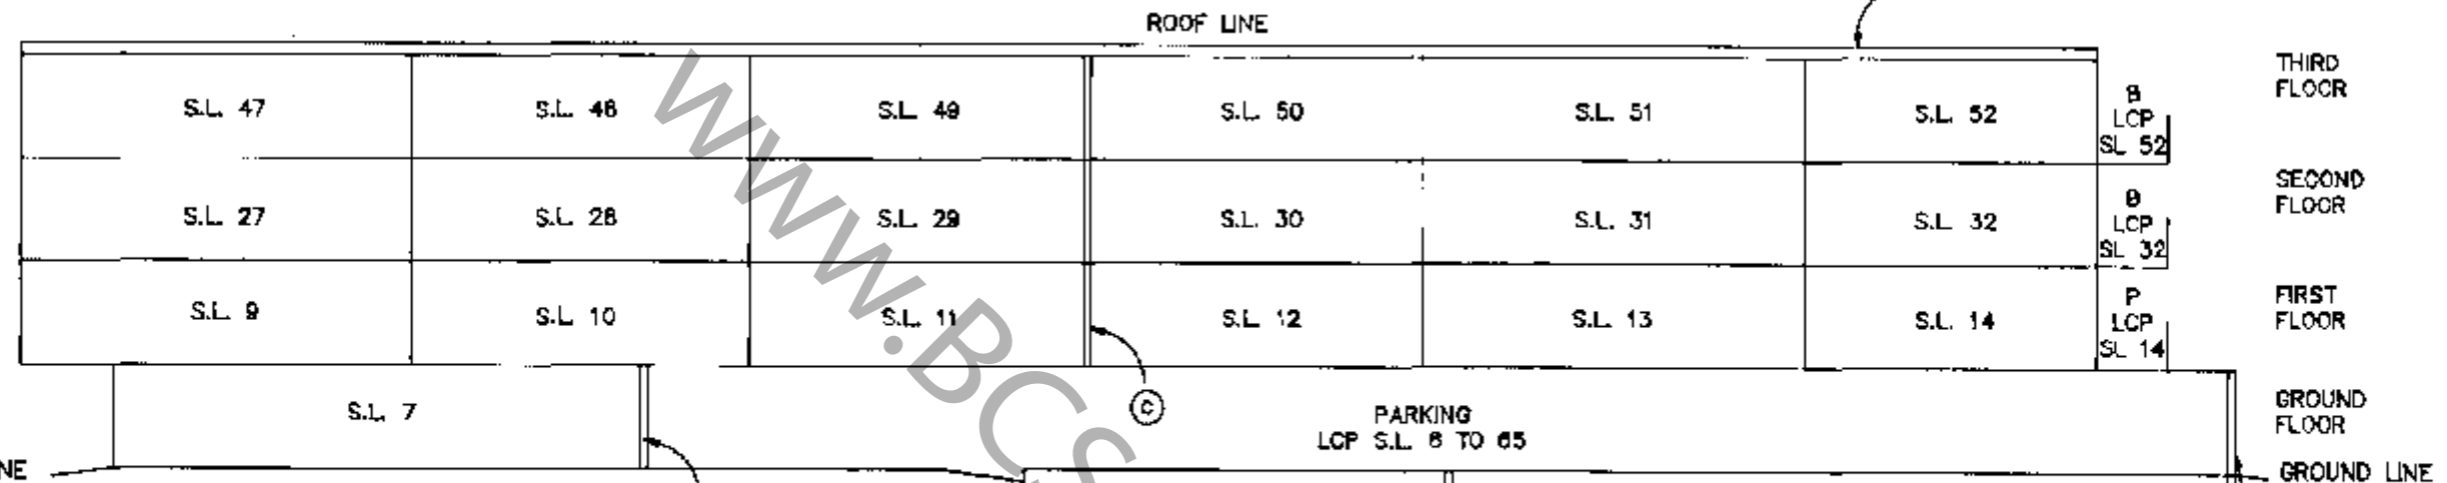 ROOF LINE
THIRD
FLOOR
S.L. 47
S.L. 48
S.L. 49
S.L. 50
S.L. 51
S.L. 52
B
LCP
SL 52
SECOND
FLOOR
S.L. 27
S.L. 28
S.L. 29
S.L. 30
S.L. 31
S.L. 32
B
LCP
SL 32
FIRST
FLOOR
S.L. 9
S.L. 10
S.L. 11
S.L. 12
S.L. 13
S.L. 14
P
LCP
SL 14
GROUND
FLOOR
S.L. 7
C
PARKING
LCP S.L. 6 TO 65
NE
GROUND LINE
www.BCS